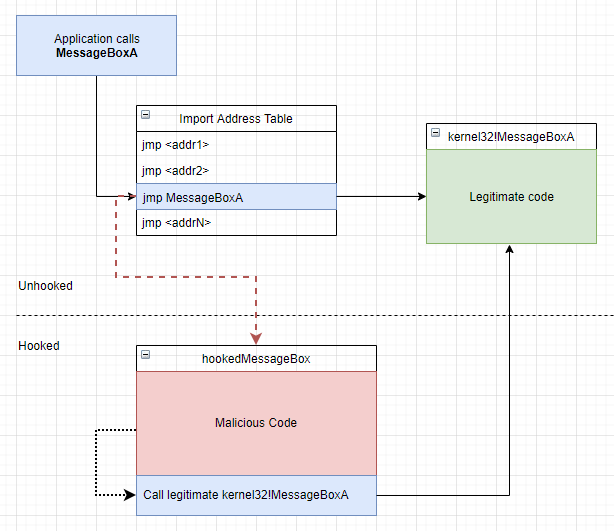 Application calls
MessageBoxA
Import Address Table
jmp <addr1>
jmp <addr2>
jmp MessageBoxA
jmp <addrN>
kernel32!MessageBoxA
Legitimate code
Unhooked
Hooked
hookedMessageBox
Malicious Code
Call legitimate kernel32!MessageBoxA